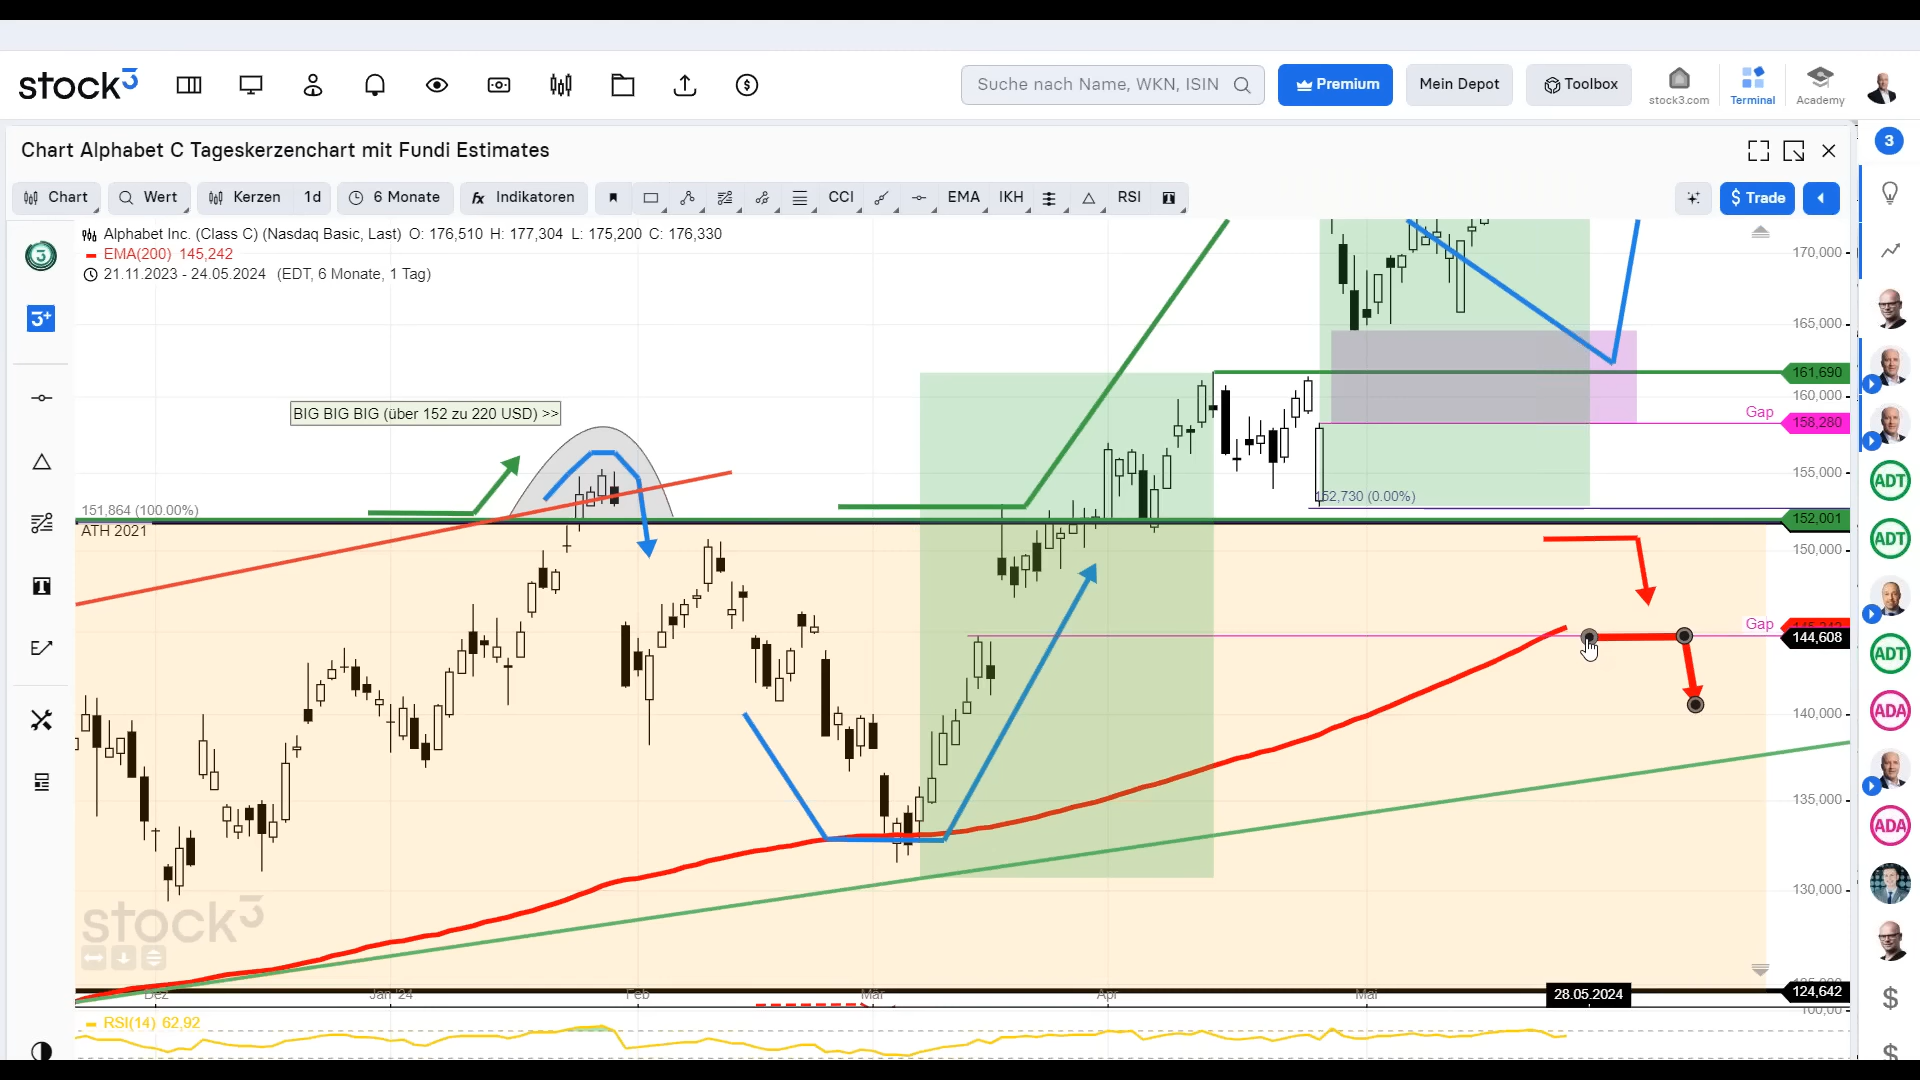 stock3
Suche nach Name, WKN, ISIN
Premium
Mein Depot
Toolbox
stock3.com
Terminal
Academy
Chart Alphabet C Tageskerzenchart mit Fundi Estimates
3
Chart
Wert
Kerzen
1d
6 Monate
fx Indikatoren
CCI
EMA
IKH
RSI
$ Trade
Alphabet Inc. (Class C) (Nasdaq Basic, Last) O: 176,510 H: 177,304 L: 175,200 C: 176,330
EMA(200) 145,242
21.11.2023 - 24.05.2024 (EDT, 6 Monate, 1 Tag)
3
3+
170,000
165,000
161,690
160,000
Gap
158,280
BIG BIG BIG (über 152 zu 220 USD) >>
155,000
152,730 (0.00%)
151,864 (100.00%)
152,001
ATH 2021
150,000
Gap
144,608
140,000
135,000
130,000
stock3
Dez
Jan '24
Feb
Mär
Apr
Mai
28.05.2024
124,642
100,00
RSI(14) 62,92
ADT
ADT
ADT
ADA
ADA
$
$